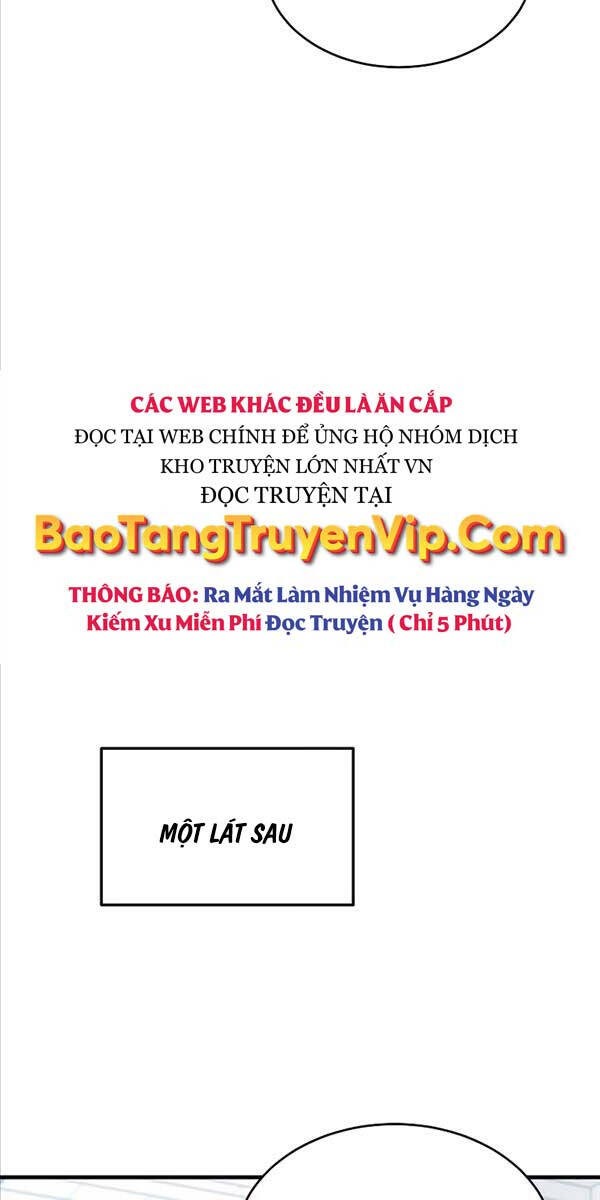 CÁC WEB KHÁC ĐỀU LÀ ĂN CẮP
ĐỌC TẠI WEB CHÍNH ĐỂ ỦNG HỘ NHÓM DỊCH
KHO TRUYỆN LỚN NHẤT VN
ĐỌC TRUYỆN TẠI
BaoTangTruyenVip.Com
THÔNG BÁO: Ra Mắt Làm Nhiệm Vụ Hàng Ngày
Kiếm Xu Miễn Phí Đọc Truyện ( Chỉ 5 Phút)
MỘT LÁT SAU